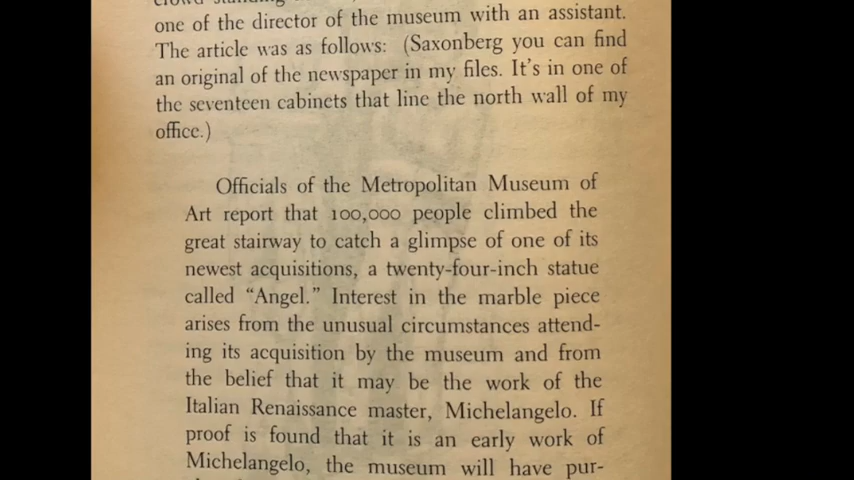 one of the director of the museum with an assistant.
The article was as follows: (Saxonberg you can find
an original of the newspaper in my files. It's in one of
the seventeen cabinets that line the north wall of my
office.)
Officials of the Metropolitan Museum of
Art report that 100,000 people climbed the
great stairway to catch a glimpse of one of its
newest acquisitions, a twenty-four-inch statue
called “Angel.” Interest in the marble piece
arises from the unusual circumstances attend-
ing its acquisition by the museum and from
the belief that it may be the work of the
Italian Renaissance master, Michelangelo. If
proof is found that it is an early work of
Michelangelo, the museum will have pur-